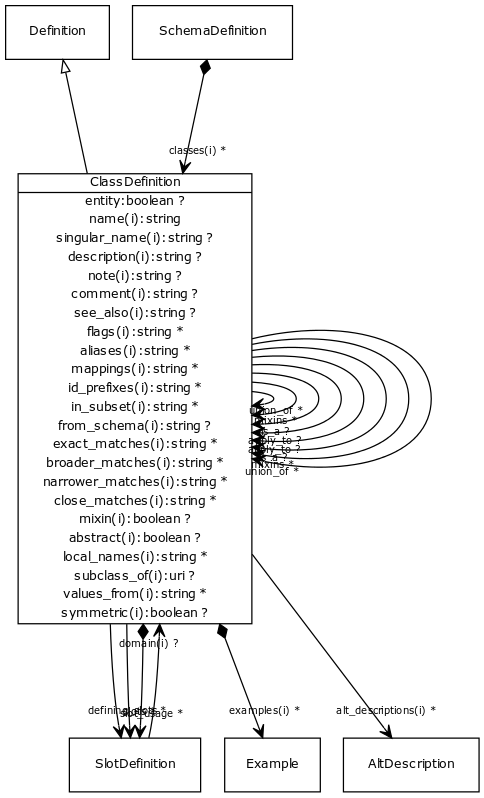 Definition
SchemaDefinition
classes(i) *
ClassDefinition
entity:boolean ?
name(i):string
singular_name(i):string ?
description(i):string ?
note(i):string ?
comment(i):string ?
see_also(i):string ?
flags(i):string *
aliases(i):string *
mappings(i):string *
id_prefixes(i):string *
in_subset(i):string *
from_schema(i):string ?
exact_matches(i):string *
broader_matches(i):string *
narrower_matches(i):string *
close_matches(i):string *
mixin(i):boolean ?
abstract(i):boolean ?
local_names(i):string *
subclass_of(i):uri ?
values_from(i):string *
symmetric(i):boolean ?
union_of *
mixins *
is_a ?
apply_to ?
apply_to ?
is_a ?
mixins *
union_of *
domain(i) ?
slot_usage *
examples(i) *
alt_descriptions(i) *
SlotDefinition
Example
AltDescription